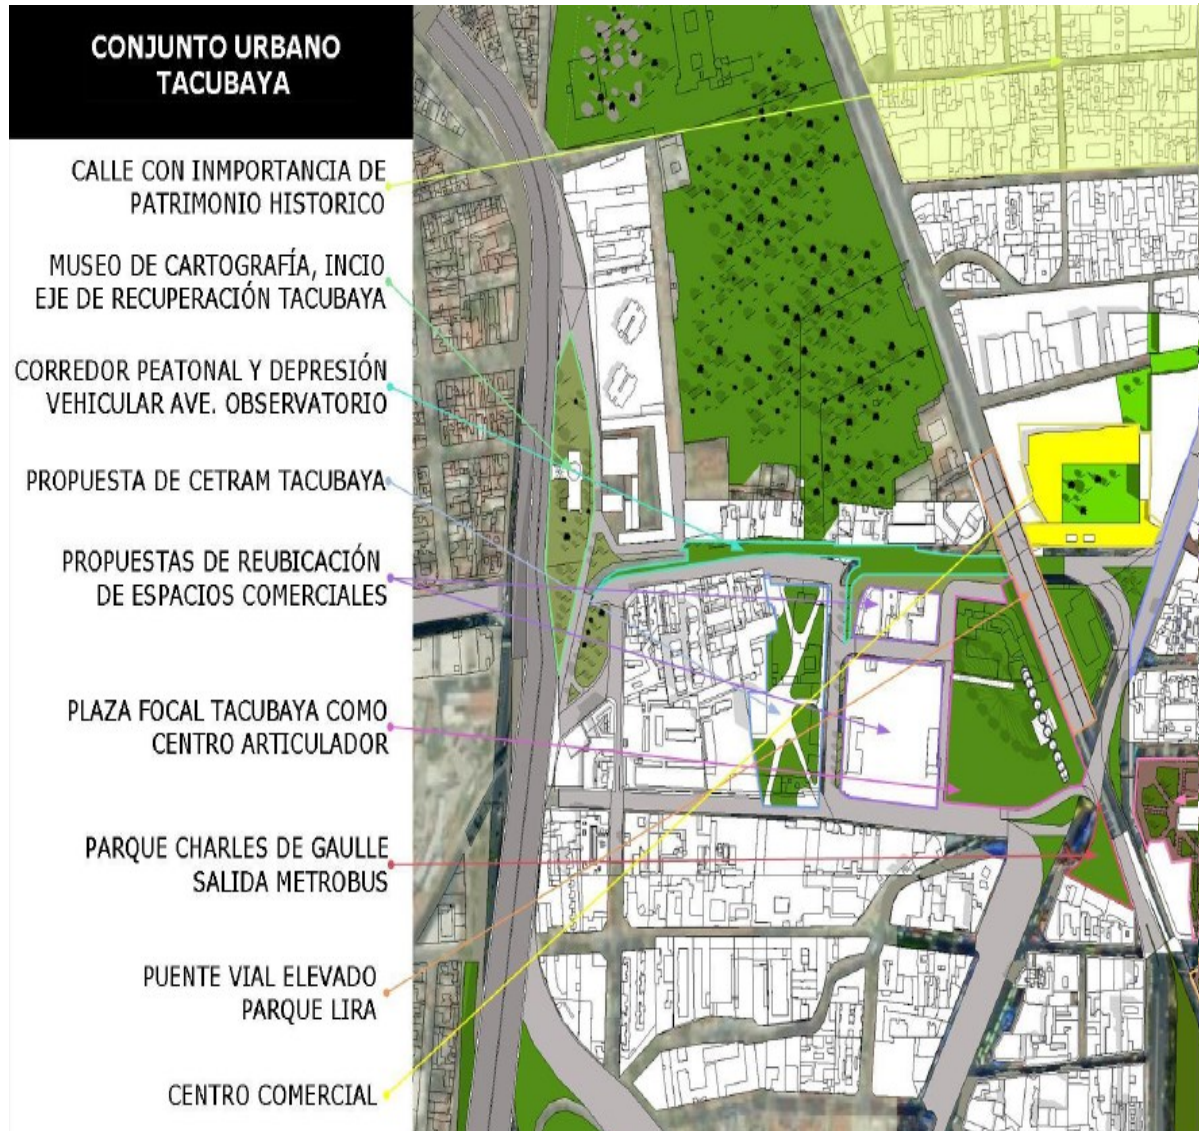 CONJUNTO URBANO
TACUBAYA
CALLE CON INMPORTANCIA DE
PATRIMONIO HISTORICO
MUSEO DE CARTOGRAFÍA, INCIO
EJE DE RECUPERACIÓN TACUBAYA
CORREDOR PEATONAL Y DEPRESIÓN
VEHICULAR AVE. OBSERVATORIO
PROPUESTA DE CETRAM TACUBAYA
PROPUESTAS DE REUBICACIÓN
DE ESPACIOS COMERCIALES
PLAZA FOCAL TACUBAYA COMO
CENTRO ARTICULADOR
PARQUE CHARLES DE GAULLE
SALIDA METROBUS
PUENTE VIAL ELEVADO
PARQUE LIRA
CENTRO COMERCIAL